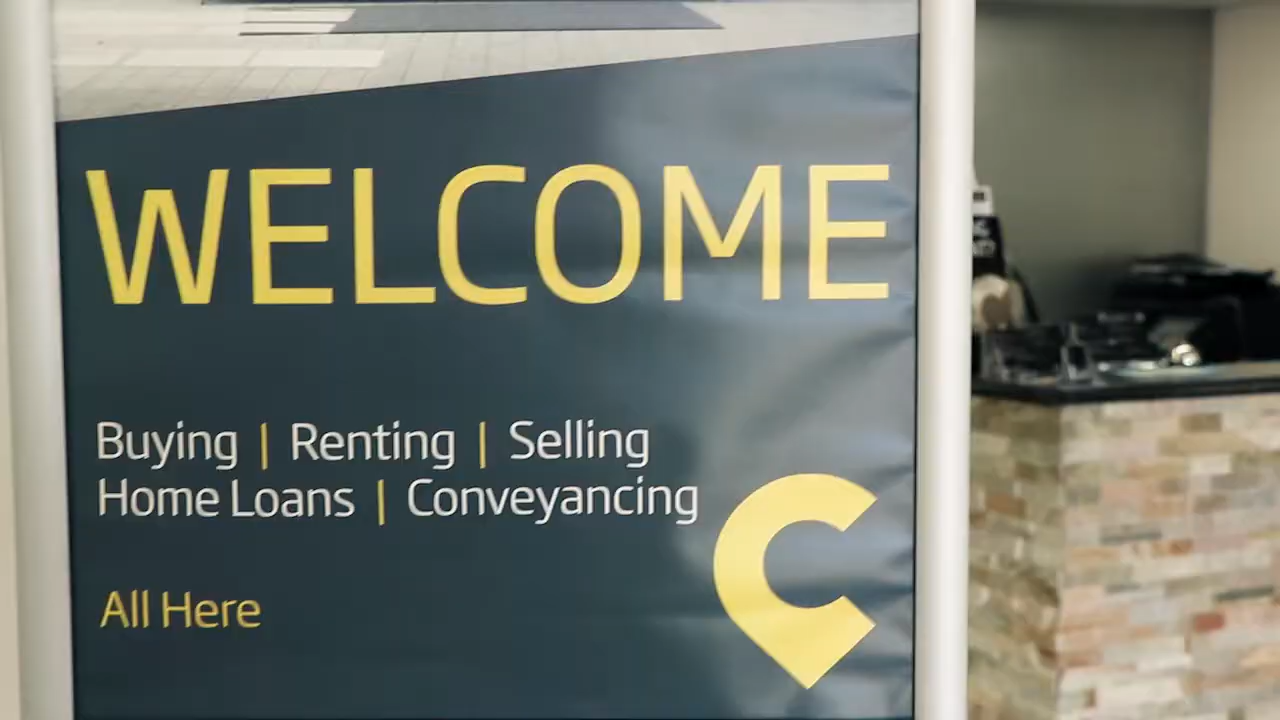 WELCOME
Buying | Renting | Selling
Home Loans | Conveyancing
All Here